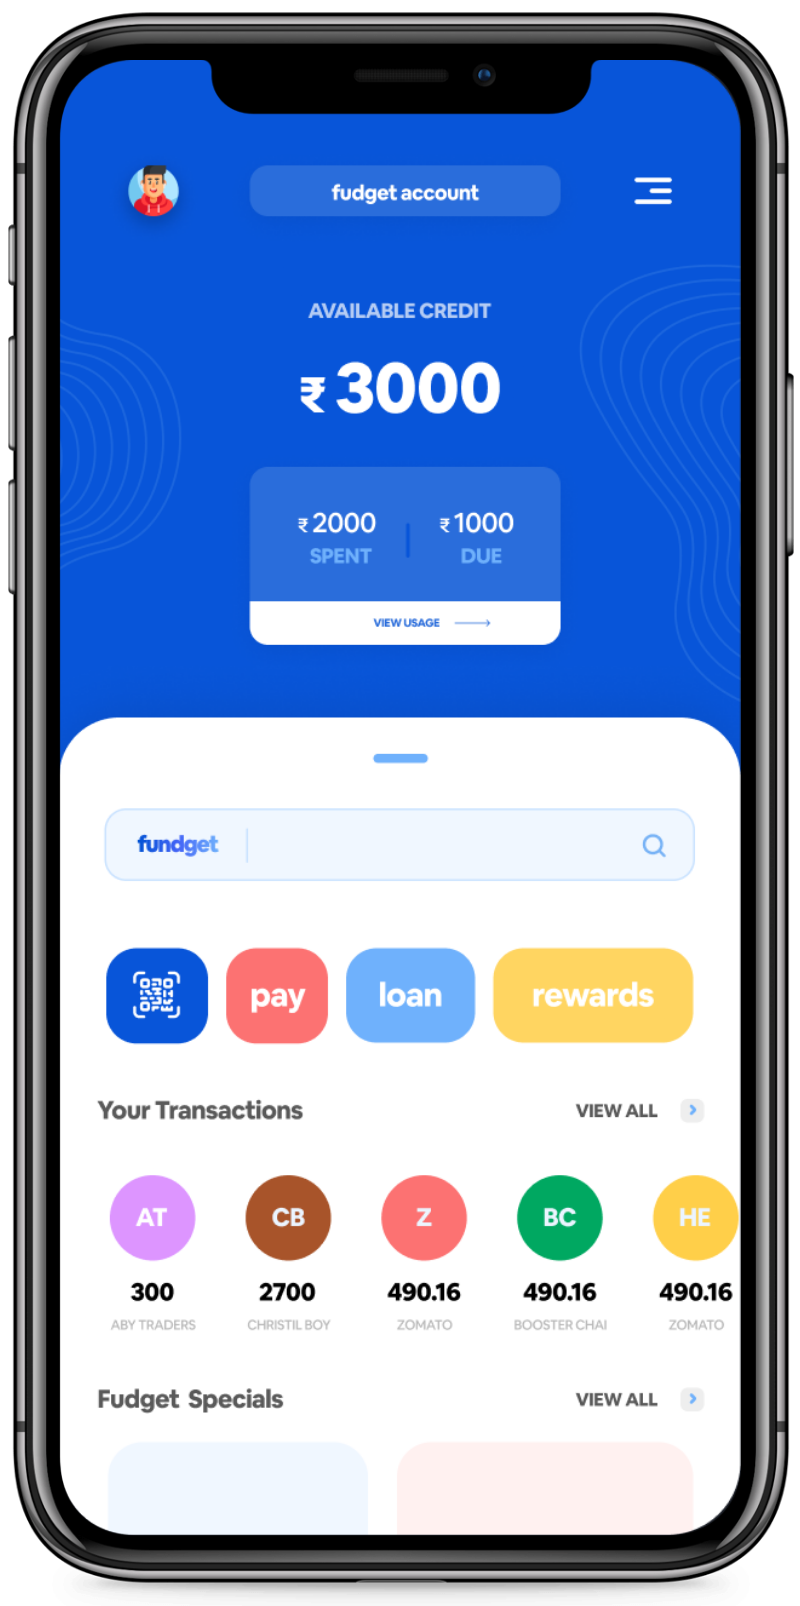 fudget account
AVAILABLE CREDIT
₹ 3000
₹ 2000 ₹ 1000
SPENT DUE
VIEW USAGE
fundget
pay loan rewards
Your Transactions VIEW ALL
AT CB Z BC HE
300 2700 490.16 490.16 490.16
ABY TRADERS CHRISTIL BOY ZOMATO BOOSTER CHAI ZOMATO
Fudget Specials VIEW ALL